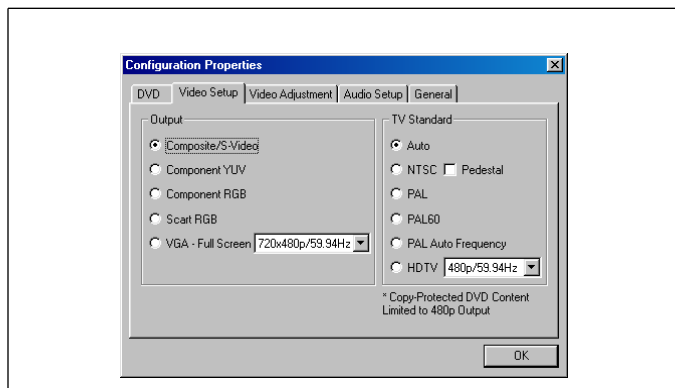 Configuration Properties
DVD
Video Setup
Video Adjustment
Audio Setup
General
Output
Composite/S-Video
Component YUV
Component RGB
Scart RGB
VGA - Full Screen 720x480p/59.94Hz
TV Standard
Auto
NTSC Pedestal
PAL
PAL60
PAL Auto Frequency
HDTV 480p/59.94Hz
* Copy-Protected DVD Content
Limited to 480p Output
OK